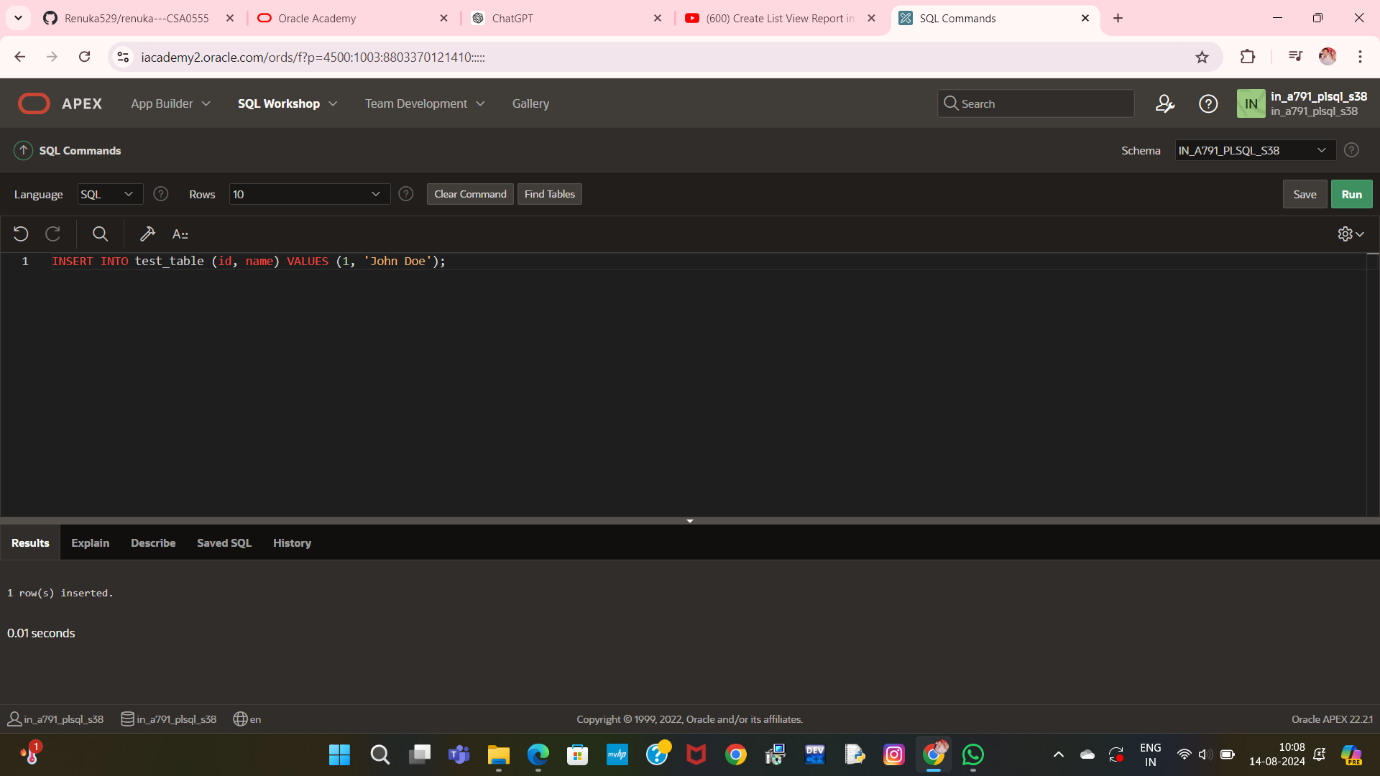 Renuka529/renuka---CSA0555
Oracle Academy
ChatGPT
(600) Create List View Report in
SQL Commands
iacademy2.oracle.com/ords/f?p=4500:1003:8803370121410:::::
APEX App Builder SQL Workshop Team Development Gallery Search IN in_a791_plsql_s38
in_a791_plsql_s38
SQL Commands Schema IN_A791_PLSQL_S38
Language SQL Rows 10 Clear Command Find Tables Save Run
A::
1 INSERT INTO test_table (id, name) VALUES (1, 'John Doe');
Results Explain Describe Saved SQL History
1 row(s) inserted.
0.01 seconds
in_a791_plsql_s38 in_a791_plsql_s38 en Copyright © 1999, 2022, Oracle and/or its affiliates. Oracle APEX 22.2.1
1 DEV ENG
IN
10:08
14-08-2024
PRE